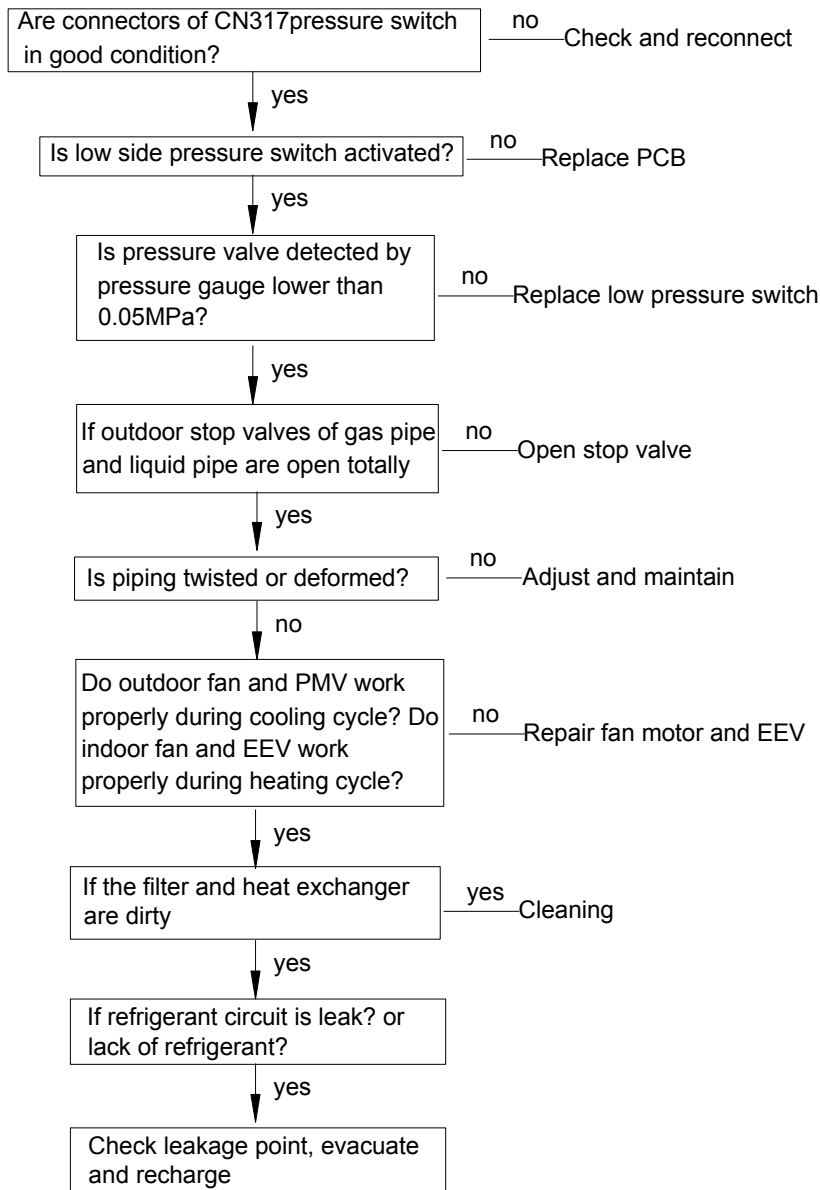 Are connectors of CN317pressure switch
in good condition?
no
Check and reconnect
yes
Is low side pressure switch activated?
no
Replace PCB
yes
Is pressure valve detected by
pressure gauge lower than
0.05MPa?
no
Replace low pressure switch
yes
If outdoor stop valves of gas pipe
and liquid pipe are open totally
no
Open stop valve
yes
Is piping twisted or deformed?
no
Adjust and maintain
no
Do outdoor fan and PMV work
properly during cooling cycle? Do
indoor fan and EEV work
properly during heating cycle?
no
Repair fan motor and EEV
yes
If the filter and heat exchanger
are dirty
yes
Cleaning
yes
If refrigerant circuit is leak? or
lack of refrigerant?
yes
Check leakage point, evacuate
and recharge